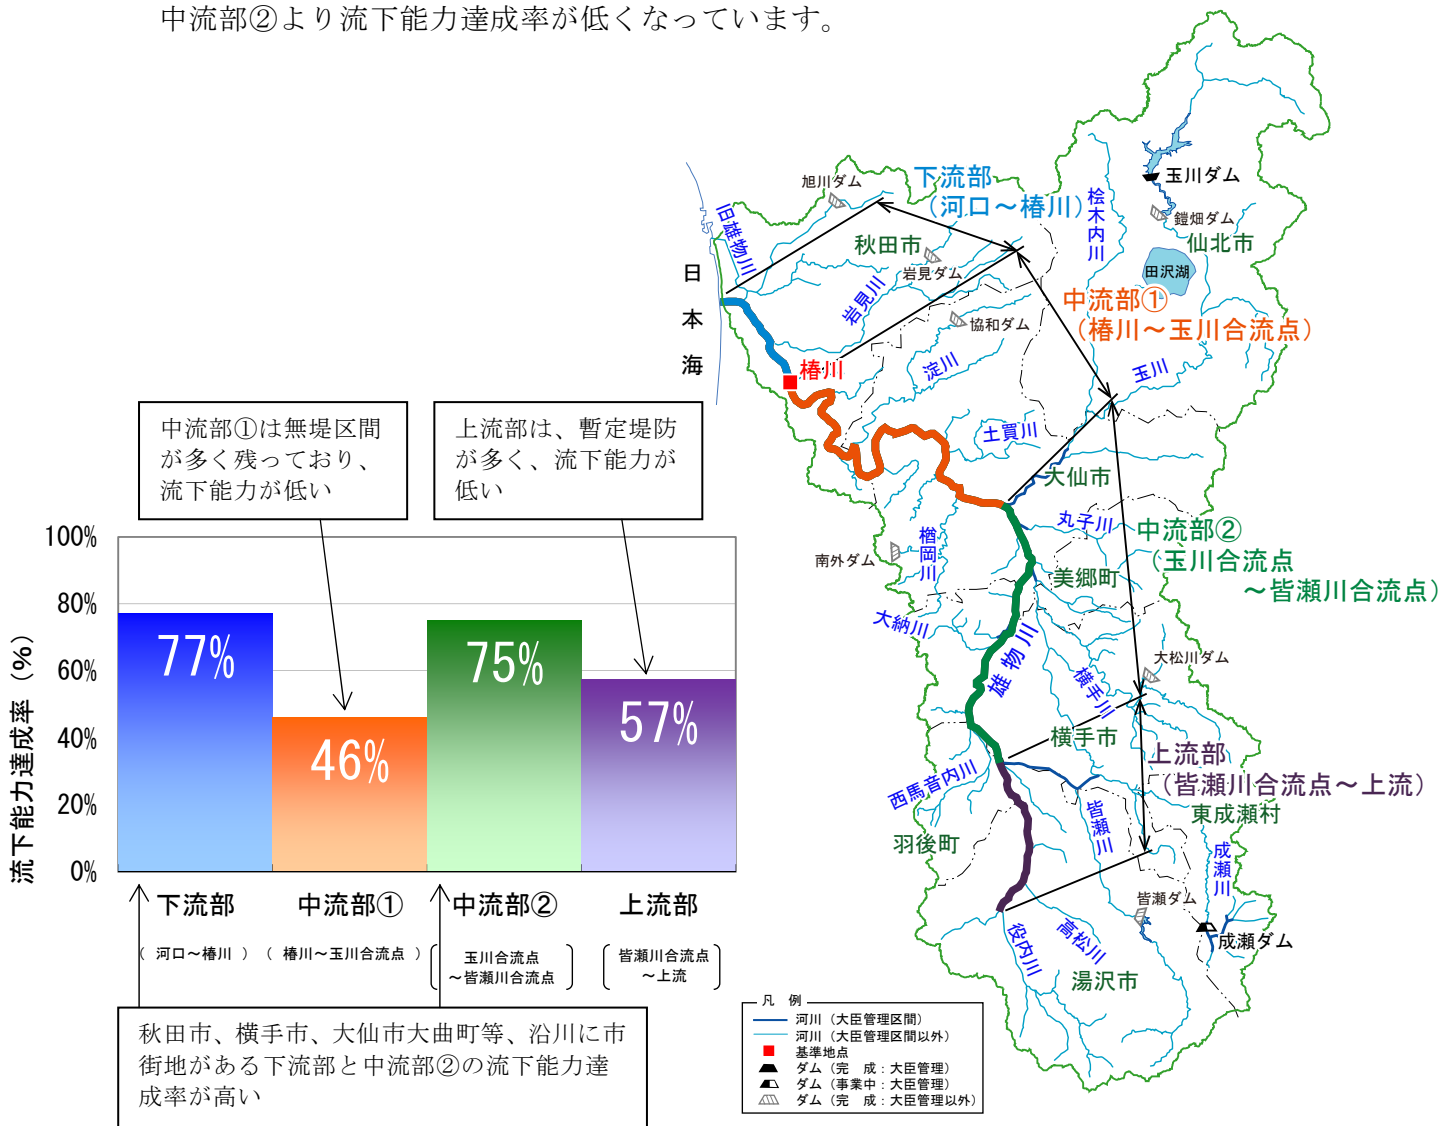 中流部②より流下能力達成率が低くなっています。
中流部①は無堤区間
が多く残っており、
流下能力が低い
上流部は、暫定堤防
が多く、流下能力が
低い
流下能力達成率（%）
100%
80%
60%
40%
20%
0%
77%
46%
75%
57%
下流部
中流部①
中流部②
上流部
（ 河口～椿川 ）
（ 椿川～玉川合流点 ）
玉川合流点
～皆瀬川合流点
皆瀬川合流点
～上流
秋田市、横手市、大仙市大曲町等、沿川に市
街地がある下流部と中流部②の流下能力達
成率が高い
日本海
旧雄物川
旭川ダム
下流部
（河口～椿川）
秋田市
岩見ダム
岩見川
協和ダム
椿川
淀川
桧木内川
玉川ダム
鎧畑ダム
仙北市
田沢湖
中流部①
（椿川～玉川合流点）
玉川
土買川
大仙市
丸子川
中流部②
（玉川合流点
～皆瀬川合流点）
楢岡川
南外ダム
美郷町
大納川
雄物川
大松川ダム
横手川
横手市
上流部
（皆瀬川合流点～上流）
西馬音内川
東成瀬村
羽後町
皆瀬川
成瀬川
皆瀬ダム
成瀬ダム
役内川
高松川
湯沢市
凡 例
河川（大臣管理区間）
河川（大臣管理区間以外）
基準地点
ダム（完 成：大臣管理）
ダム（事業中：大臣管理）
ダム（完 成：大臣管理以外）